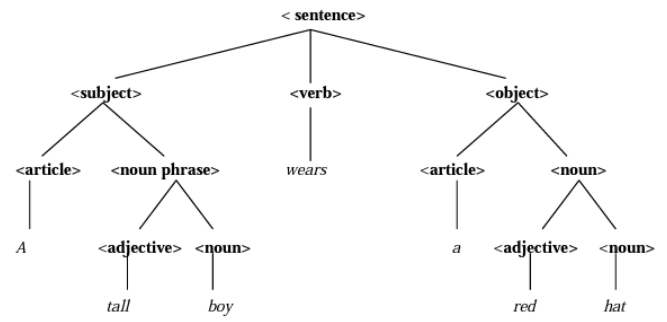 < sentence>
<subject> <verb> <object>
<article> <noun phrase> wears <article> <noun>
A <adjective> <noun> a <adjective> <noun>
tall boy red hat